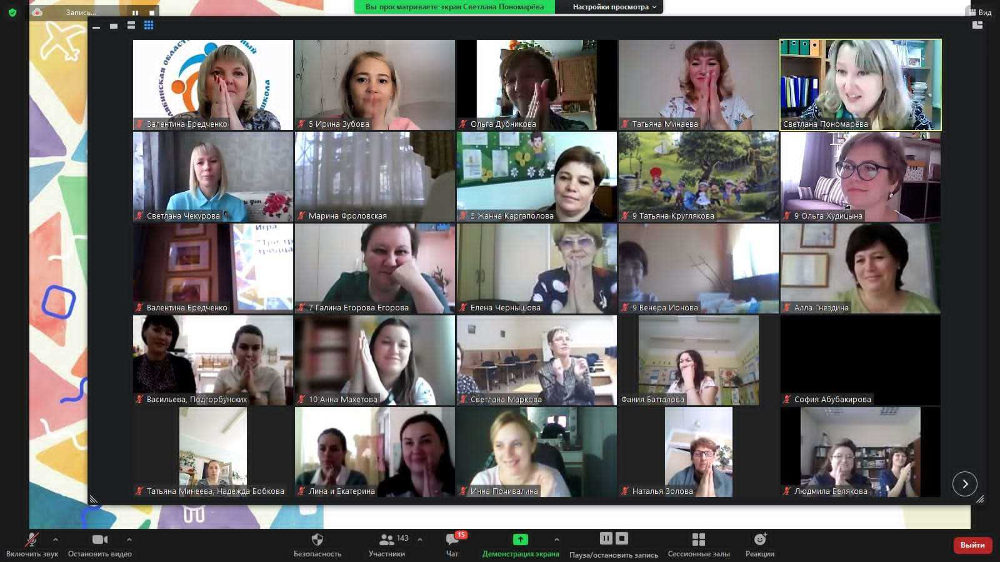 Запись...
Вы просматриваете экран Светлана Пономарёва
Настройки просмотра
Вид
ШКОЛА
Валентина Бредченко
5 Ирина Зубова
Ольга Дубникова
Татьяна Минаева
Светлана Пономарёва
Светлана Чекурова
Марина Фроловская
5 Жанна Каргаполова
9 Татьяна Круглякова
9 Ольга Худицына
Игра
Валентина Бредченко
7 Галина Егорова Егорова
Елена Чернышова
9 Венера Ионова
Алла Гнездина
Васильева, Подгорбунских
10 Анна Махетова
Светлана Маркова
Фания Батталова
София Абубакирова
Татьяна Минеева, Надежда Бобкова
Лина и Екатерина
Инна Почивалина
Наталья Золова
Людмила Белякова
Включить звук
Остановить видео
Безопасность
143
Участники
15
Чат
Демонстрация экрана
Пауза/остановить запись
Сессионные залы
Реакции
Выйти